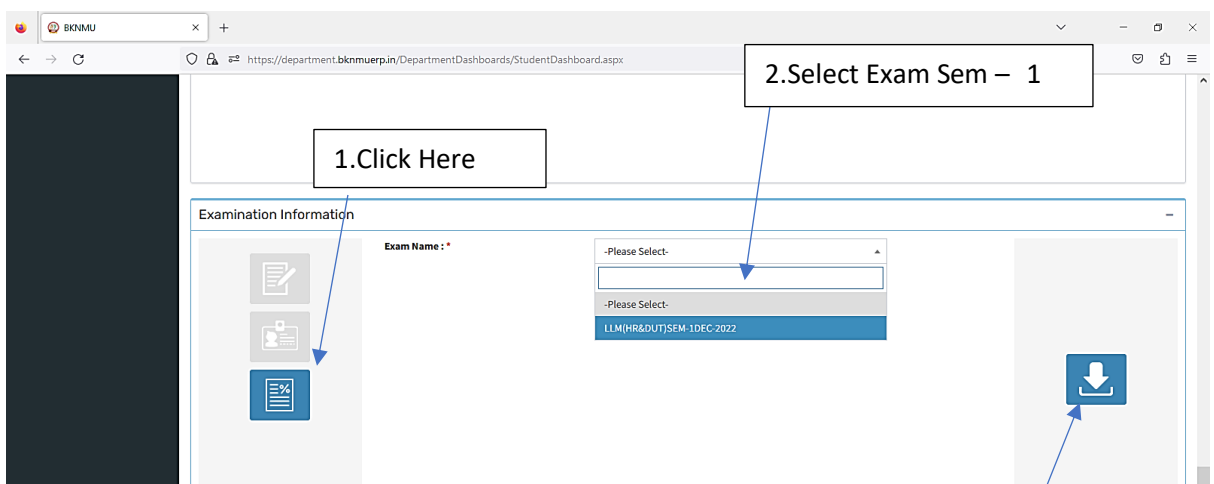 BKNMU
https://department.bknmuerp.in/DepartmentDashboards/StudentDashboard.aspx
2.Select Exam Sem – 1
1.Click Here
Examination Information
Exam Name : *
-Please Select-
-Please Select-
LLM(HR&DUT)SEM-1DEC-2022